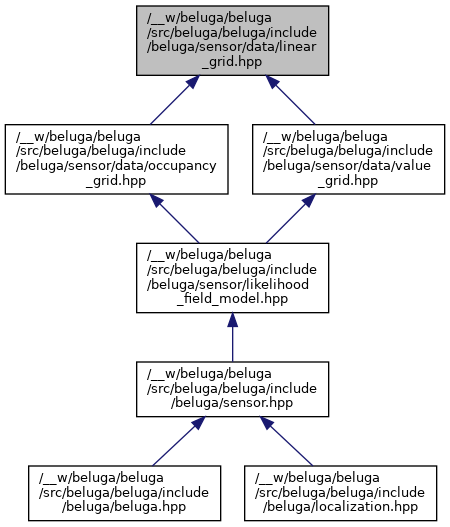 /__w/beluga/beluga
/src/beluga/beluga/include
/beluga/sensor/data/linear
_grid.hpp
/__w/beluga/beluga
/src/beluga/beluga/include
/beluga/sensor/data/occupancy
_grid.hpp
/__w/beluga/beluga
/src/beluga/beluga/include
/beluga/sensor/data/value
_grid.hpp
/__w/beluga/beluga
/src/beluga/beluga/include
/beluga/sensor/likelihood
_field_model.hpp
/__w/beluga/beluga
/src/beluga/beluga/include
/beluga/sensor.hpp
/__w/beluga/beluga
/src/beluga/beluga/include
/beluga/beluga.hpp
/__w/beluga/beluga
/src/beluga/beluga/include
/beluga/localization.hpp